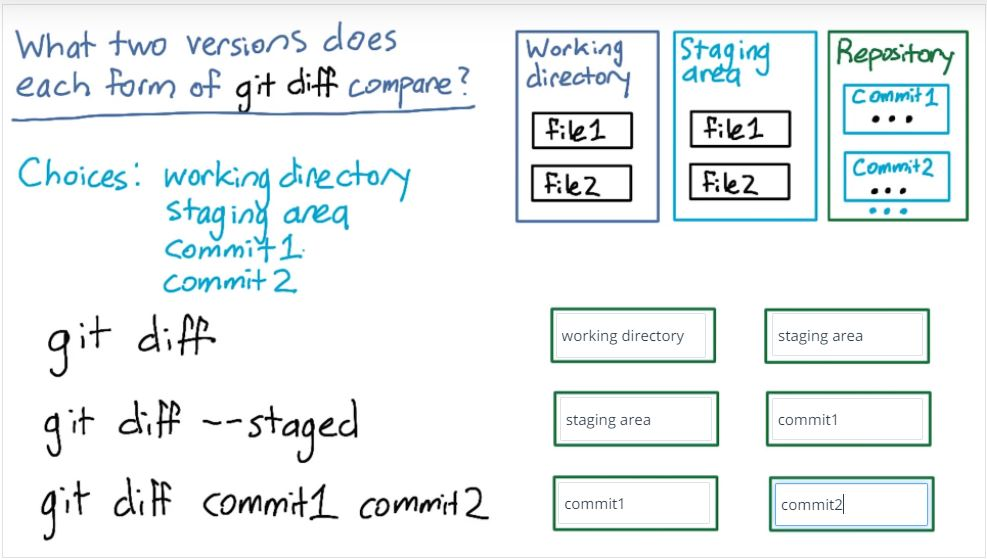 What two versions does
each form of git diff compare?
Working
directory
file1
file2
Staging
area
file1
file2
Repository
Commit1
...
Commit2
...
...
Choices: working directory
staging area
commit1
commit2
git diff
working directory
staging area
git diff --staged
staging area
commit1
git diff commit1 commit2
commit1
commit2